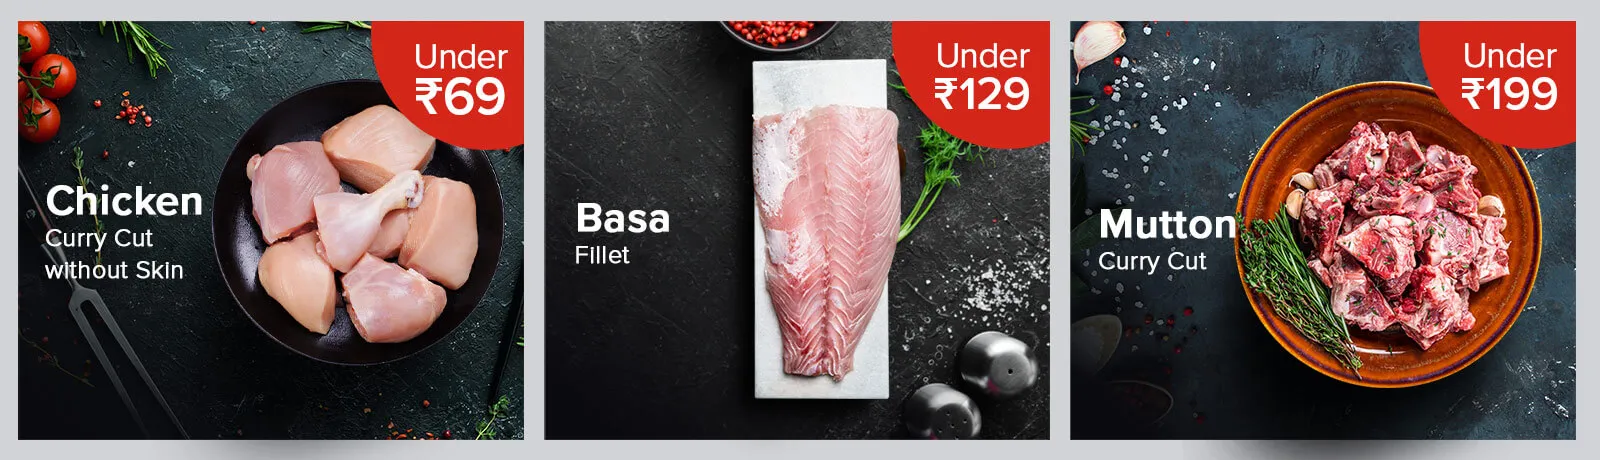 Under
₹69
Chicken
Curry Cut
without Skin
Under
₹129
Basa
Fillet
Under
₹199
Mutton
Curry Cut